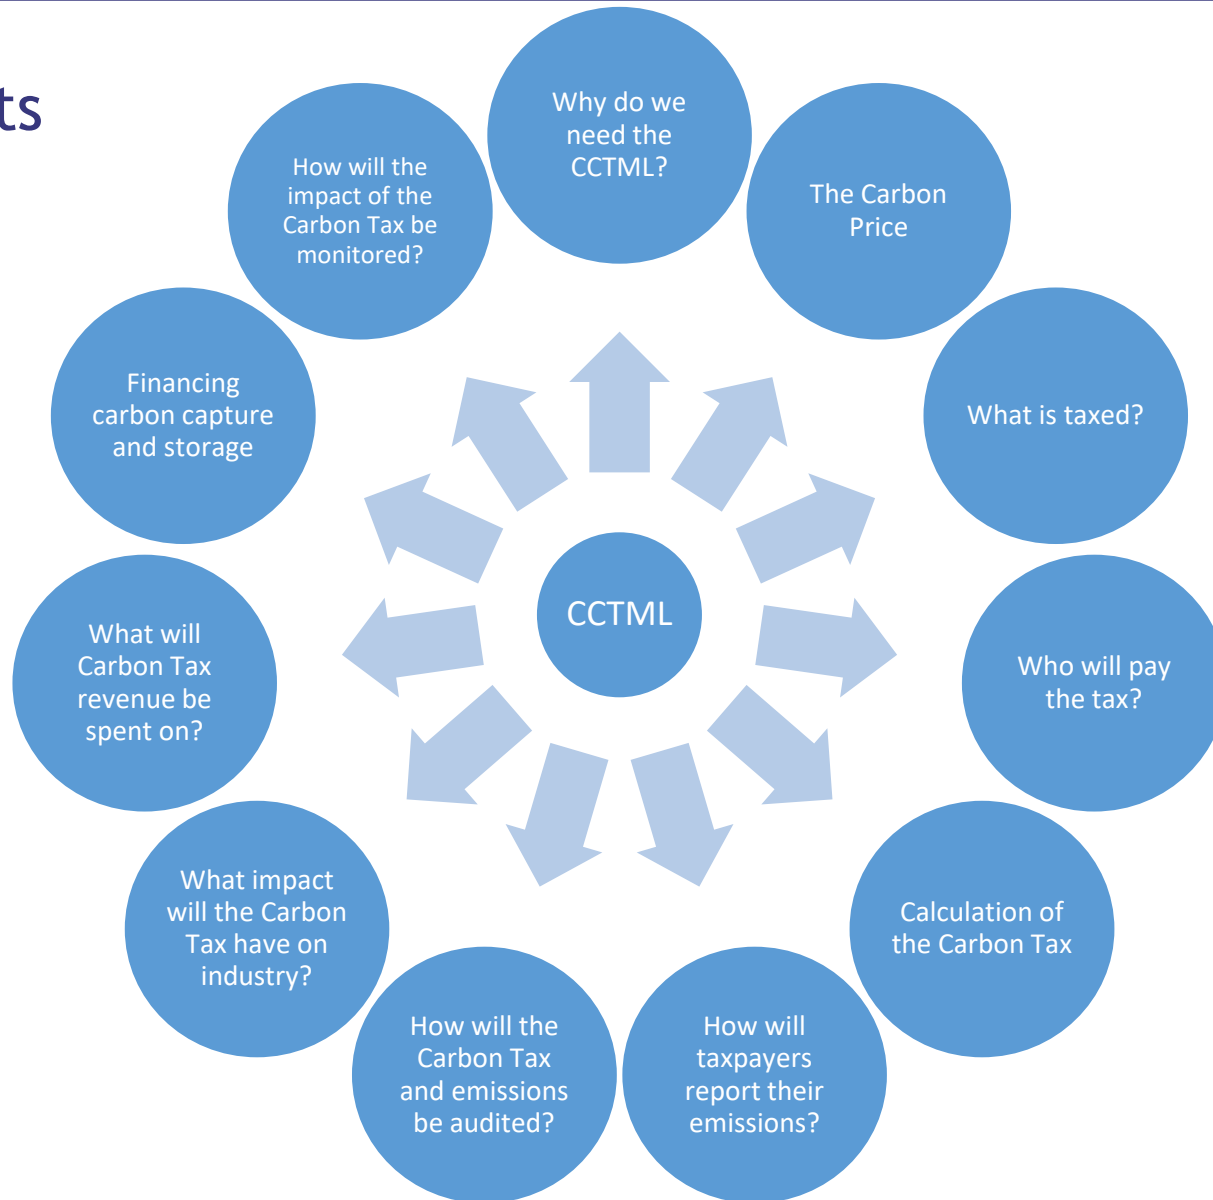 ts
Why do we
need the
CCTML?
The Carbon
Price
What is taxed?
Who will pay
the tax?
Calculation of
the Carbon Tax
How will
taxpayers
report their
emissions?
How will the
Carbon Tax
and emissions
be audited?
What impact
will the Carbon
Tax have on
industry?
What will
Carbon Tax
revenue be
spent on?
Financing
carbon capture
and storage
How will the
impact of the
Carbon Tax be
monitored?
CCTML